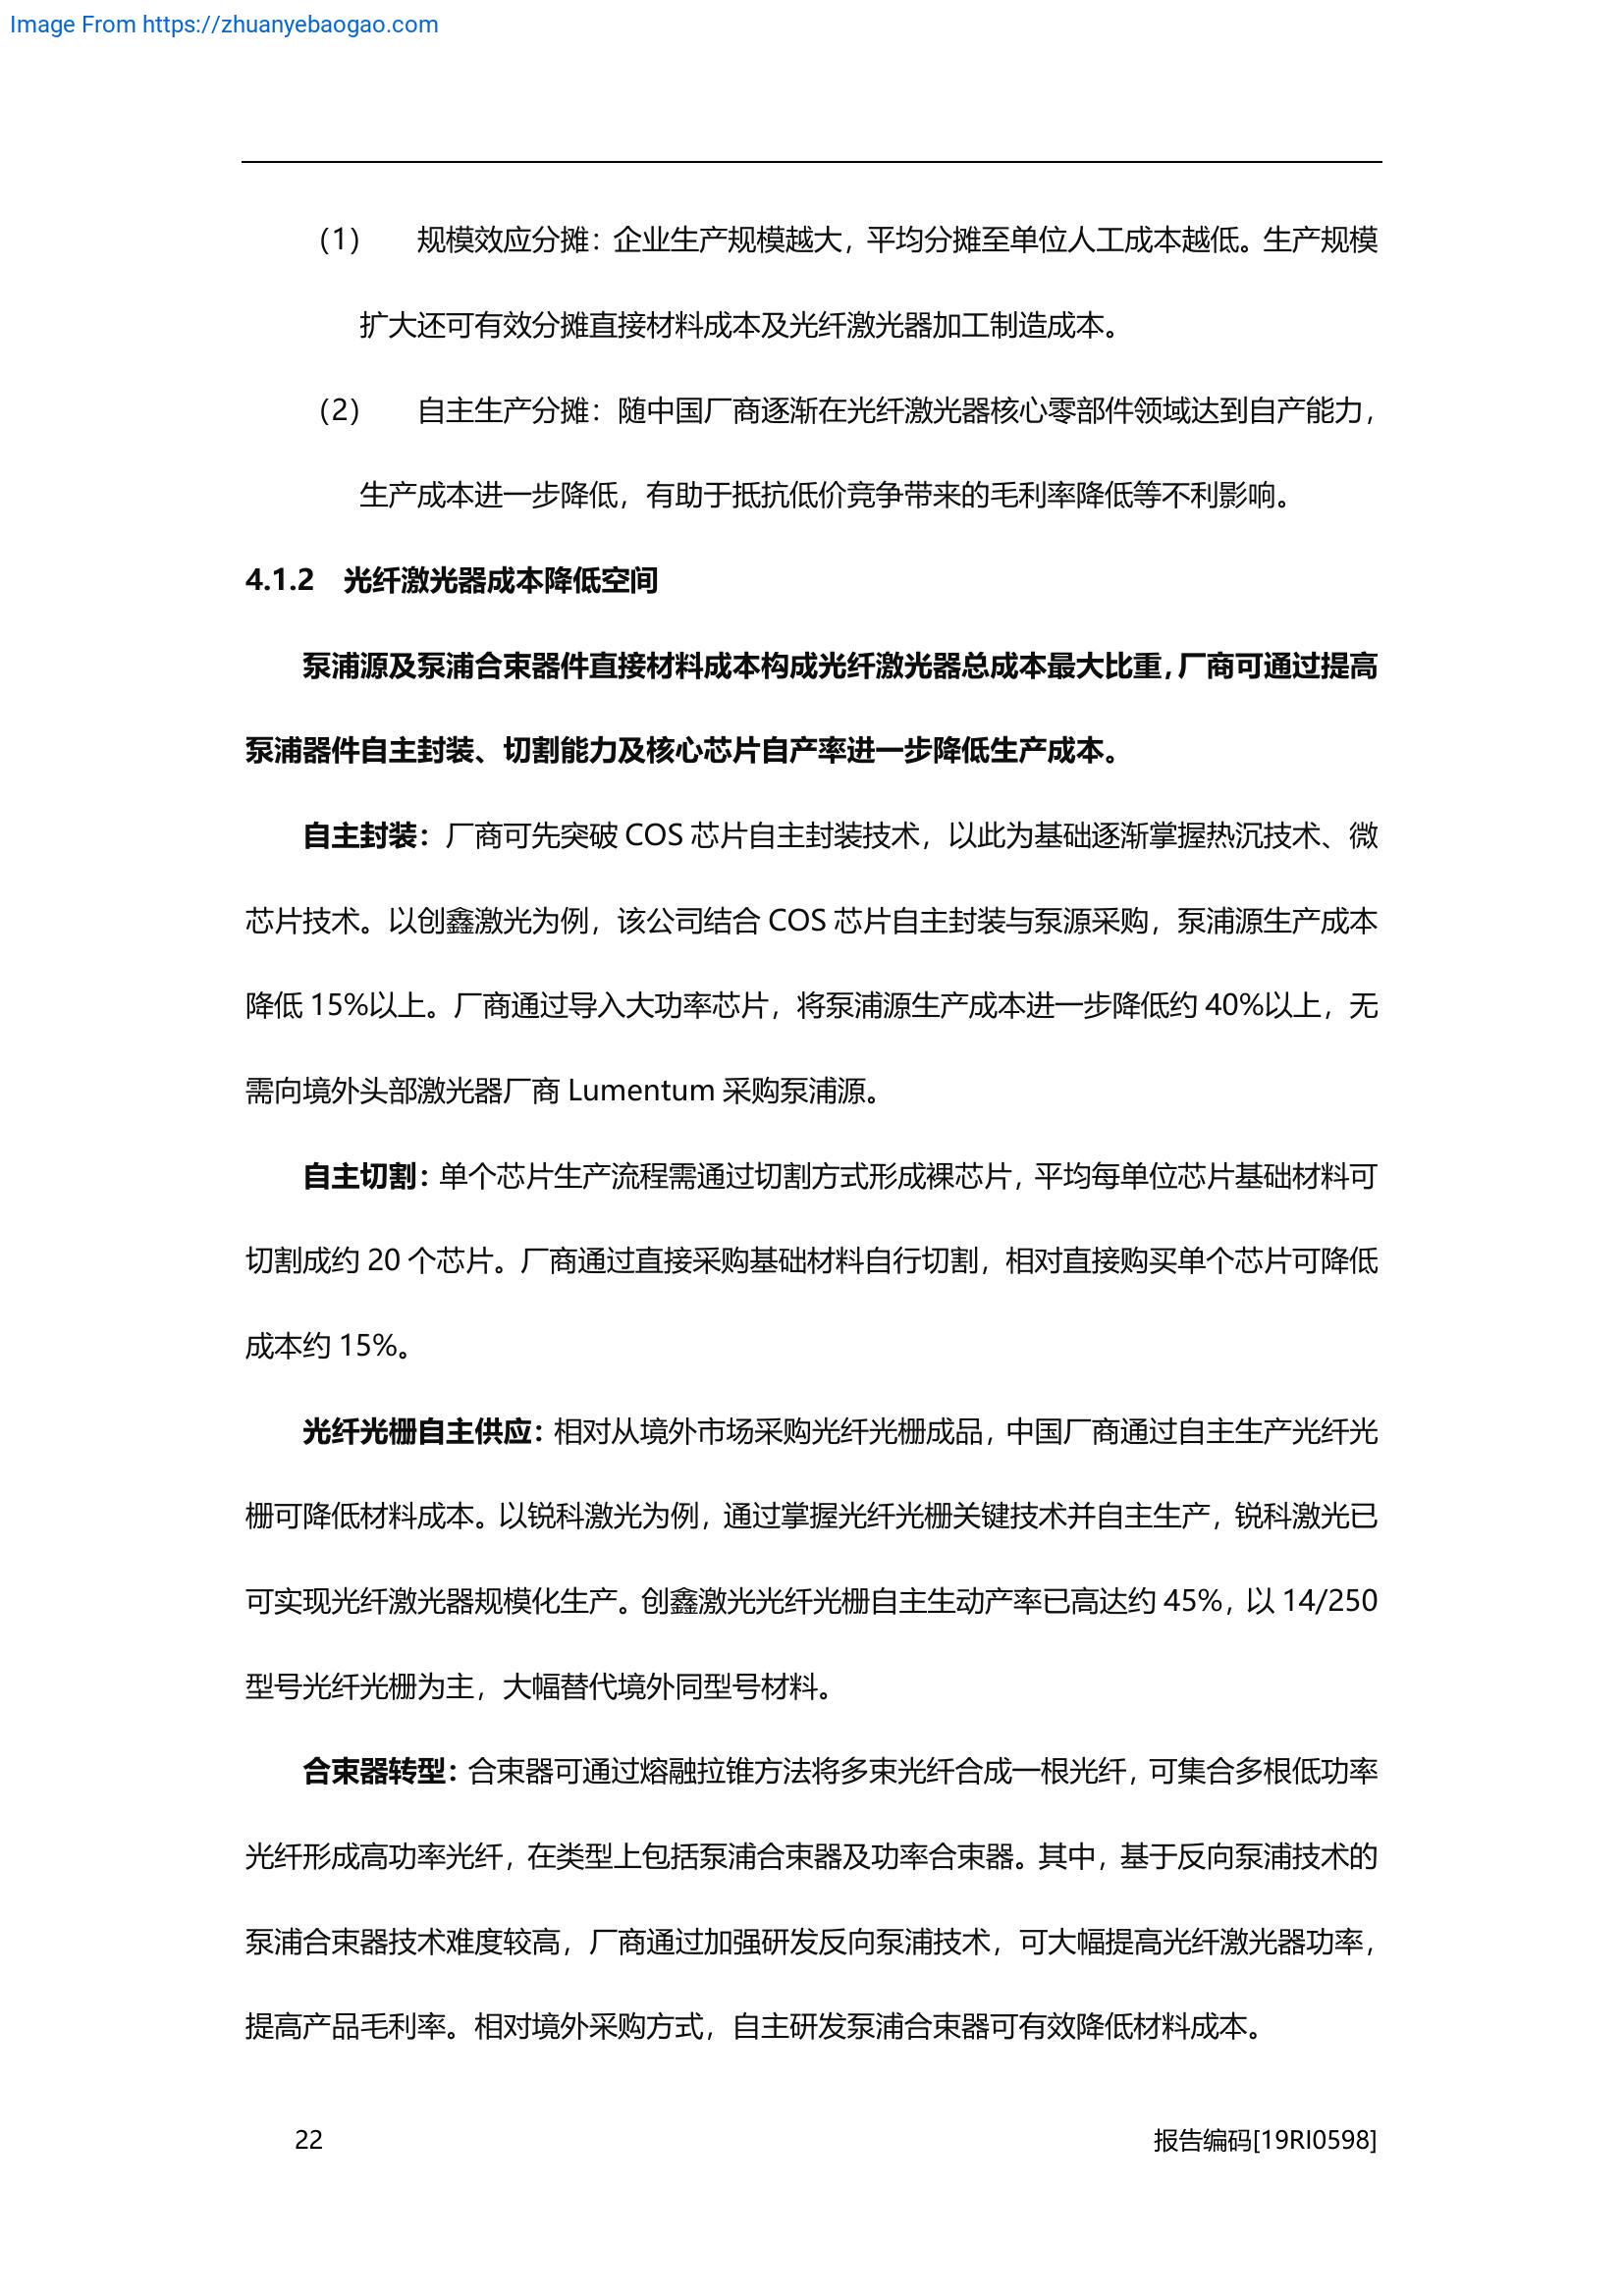 Image From https://zhuanyebaogao.com
（1） 规模效应分摊：企业生产规模越大，平均分摊至单位人工成本越低。生产规模
扩大还可有效分摊直接材料成本及光纤激光器加工制造成本。
（2） 自主生产分摊：随中国厂商逐渐在光纤激光器核心零部件领域达到自产能力，
生产成本进一步降低，有助于抵抗低价竞争带来的毛利率降低等不利影响。
4.1.2 光纤激光器成本降低空间
泵浦源及泵浦合束器件直接材料成本构成光纤激光器总成本最大比重，厂商可通过提高
泵浦器件自主封装、切割能力及核心芯片自产率进一步降低生产成本。
自主封装：厂商可先突破 COS 芯片自主封装技术，以此为基础逐渐掌握热沉技术、微
芯片技术。以创鑫激光为例，该公司结合 COS 芯片自主封装与泵源采购，泵浦源生产成本
降低 15%以上。厂商通过导入大功率芯片，将泵浦源生产成本进一步降低约 40%以上，无
需向境外头部激光器厂商 Lumentum 采购泵浦源。
自主切割：单个芯片生产流程需通过切割方式形成裸芯片，平均每单位芯片基础材料可
切割成约 20 个芯片。厂商通过直接采购基础材料自行切割，相对直接购买单个芯片可降低
成本约 15%。
光纤光栅自主供应：相对从境外市场采购光纤光栅成品，中国厂商通过自主生产光纤光
栅可降低材料成本。以锐科激光为例，通过掌握光纤光栅关键技术并自主生产，锐科激光已
可实现光纤激光器规模化生产。创鑫激光光纤光栅自主生动产率已高达约 45%，以 14/250
型号光纤光栅为主，大幅替代境外同型号材料。
合束器转型：合束器可通过熔融拉锥方法将多束光纤合成一根光纤，可集合多根低功率
光纤形成高功率光纤，在类型上包括泵浦合束器及功率合束器。其中，基于反向泵浦技术的
泵浦合束器技术难度较高，厂商通过加强研发反向泵浦技术，可大幅提高光纤激光器功率，
提高产品毛利率。相对境外采购方式，自主研发泵浦合束器可有效降低材料成本。
22 报告编码[19RI0598]